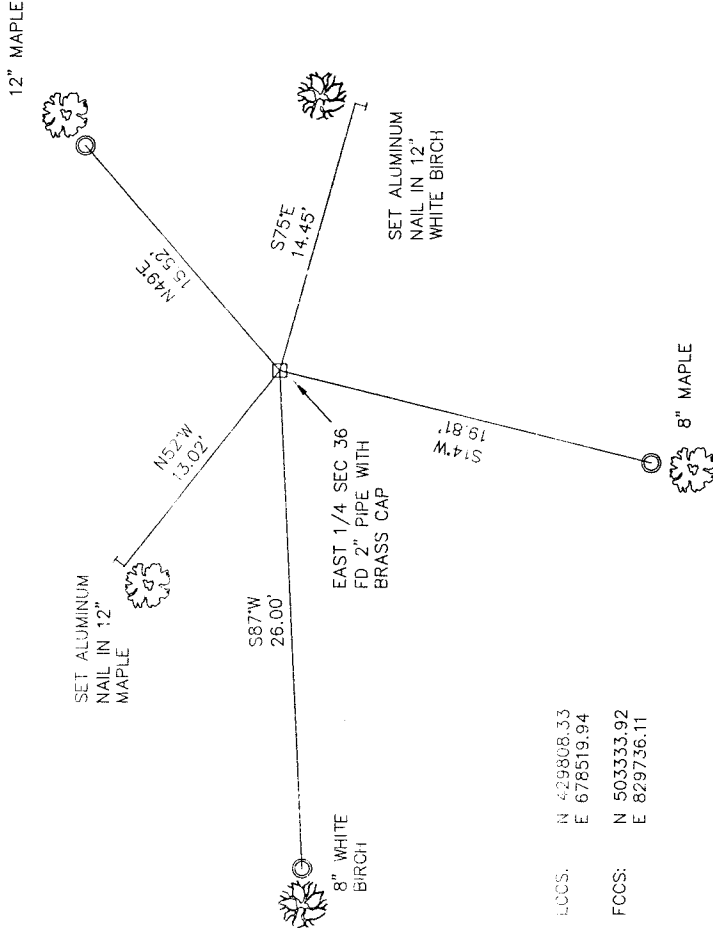 12" MAPLE
N49°E
15.52'
S75°E
14.45'
SET ALUMINUM
NAIL IN 12"
WHITE BIRCH
N52°W
13.02'
SET ALUMINUM
NAIL IN 12"
MAPLE
EAST 1/4 SEC 36
FD 2" PIPE WITH
BRASS CAP
S14°W
19.81'
8" MAPLE
S87°W
26.00'
8" WHITE
BIRCH
LCCS: N 429808.33
E 678519.94
FCCS: N 503333.92
E 829736.11